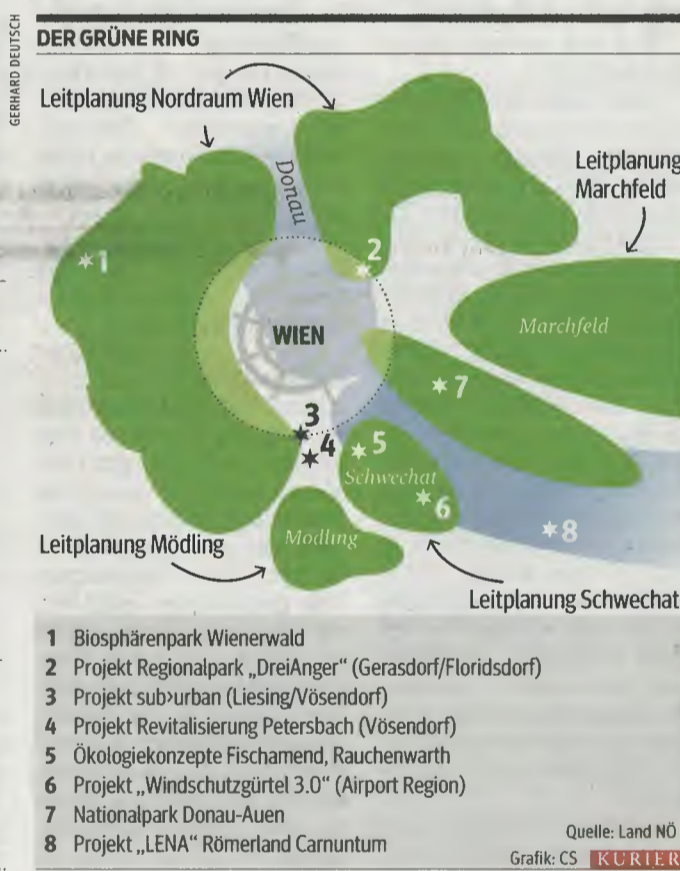 GERHARD DEUTSCH
DER GRÜNE RING
Leitplanung Nordraum Wien
Donau
Leitplanung
Marchfeld
1
2
WIEN
Marchfeld
7
3
4
5
Schwechat
6
8
Leitplanung Mödling
Mödling
Leitplanung Schwechat
1 Biosphärenpark Wienerwald
2 Projekt Regionalpark „DreiAnger“ (Gerasdorf/Floridsdorf)
3 Projekt sub›urban (Liesing/Vösendorf)
4 Projekt Revitalisierung Petersbach (Vösendorf)
5 Ökologiekonzepte Fischamend, Rauchenwarth
6 Projekt „Windschutzgürtel 3.0“ (Airport Region)
7 Nationalpark Donau-Auen
8 Projekt „LENA“ Römerland Carnuntum
Quelle: Land NÖ
Grafik: CS KURIER